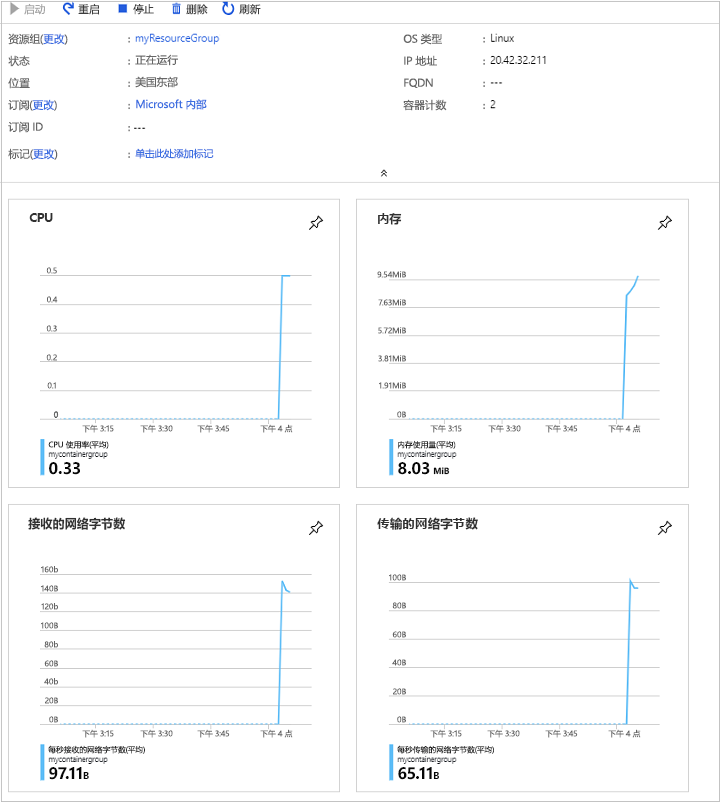 启动 重启 停止 删除 刷新
资源组(更改) : myResourceGroup OS 类型 : Linux
状态 : 正在运行 IP 地址 : 20.42.32.211
位置 : 美国东部 FQDN : ---
订阅(更改) : Microsoft 内部 容器计数 : 2
订阅 ID : ---
标记(更改) : 单击此处添加标记
CPU
0.5
0.4
0.3
0.2
0.1
0
下午 3:15 下午 3:30 下午 3:45 下午 4 点
CPU 使用率(平均)
mycontainergroup
0.33
内存
9.54MiB
7.63MiB
5.72MiB
3.81MiB
1.91MiB
0B
下午 3:15 下午 3:30 下午 3:45 下午 4 点
内存使用量(平均)
mycontainergroup
8.03 MiB
接收的网络字节数
160b
140B
120b
100B
80b
60B
40b
20B
0B
下午 3:15 下午 3:30 下午 3:45 下午 4 点
每秒接收的网络字节数(平均)
mycontainergroup
97.11B
传输的网络字节数
100B
80B
60B
40B
20B
0B
下午 3:15 下午 3:30 下午 3:45 下午 4 点
每秒传输的网络字节数(平均)
mycontainergroup
65.11B